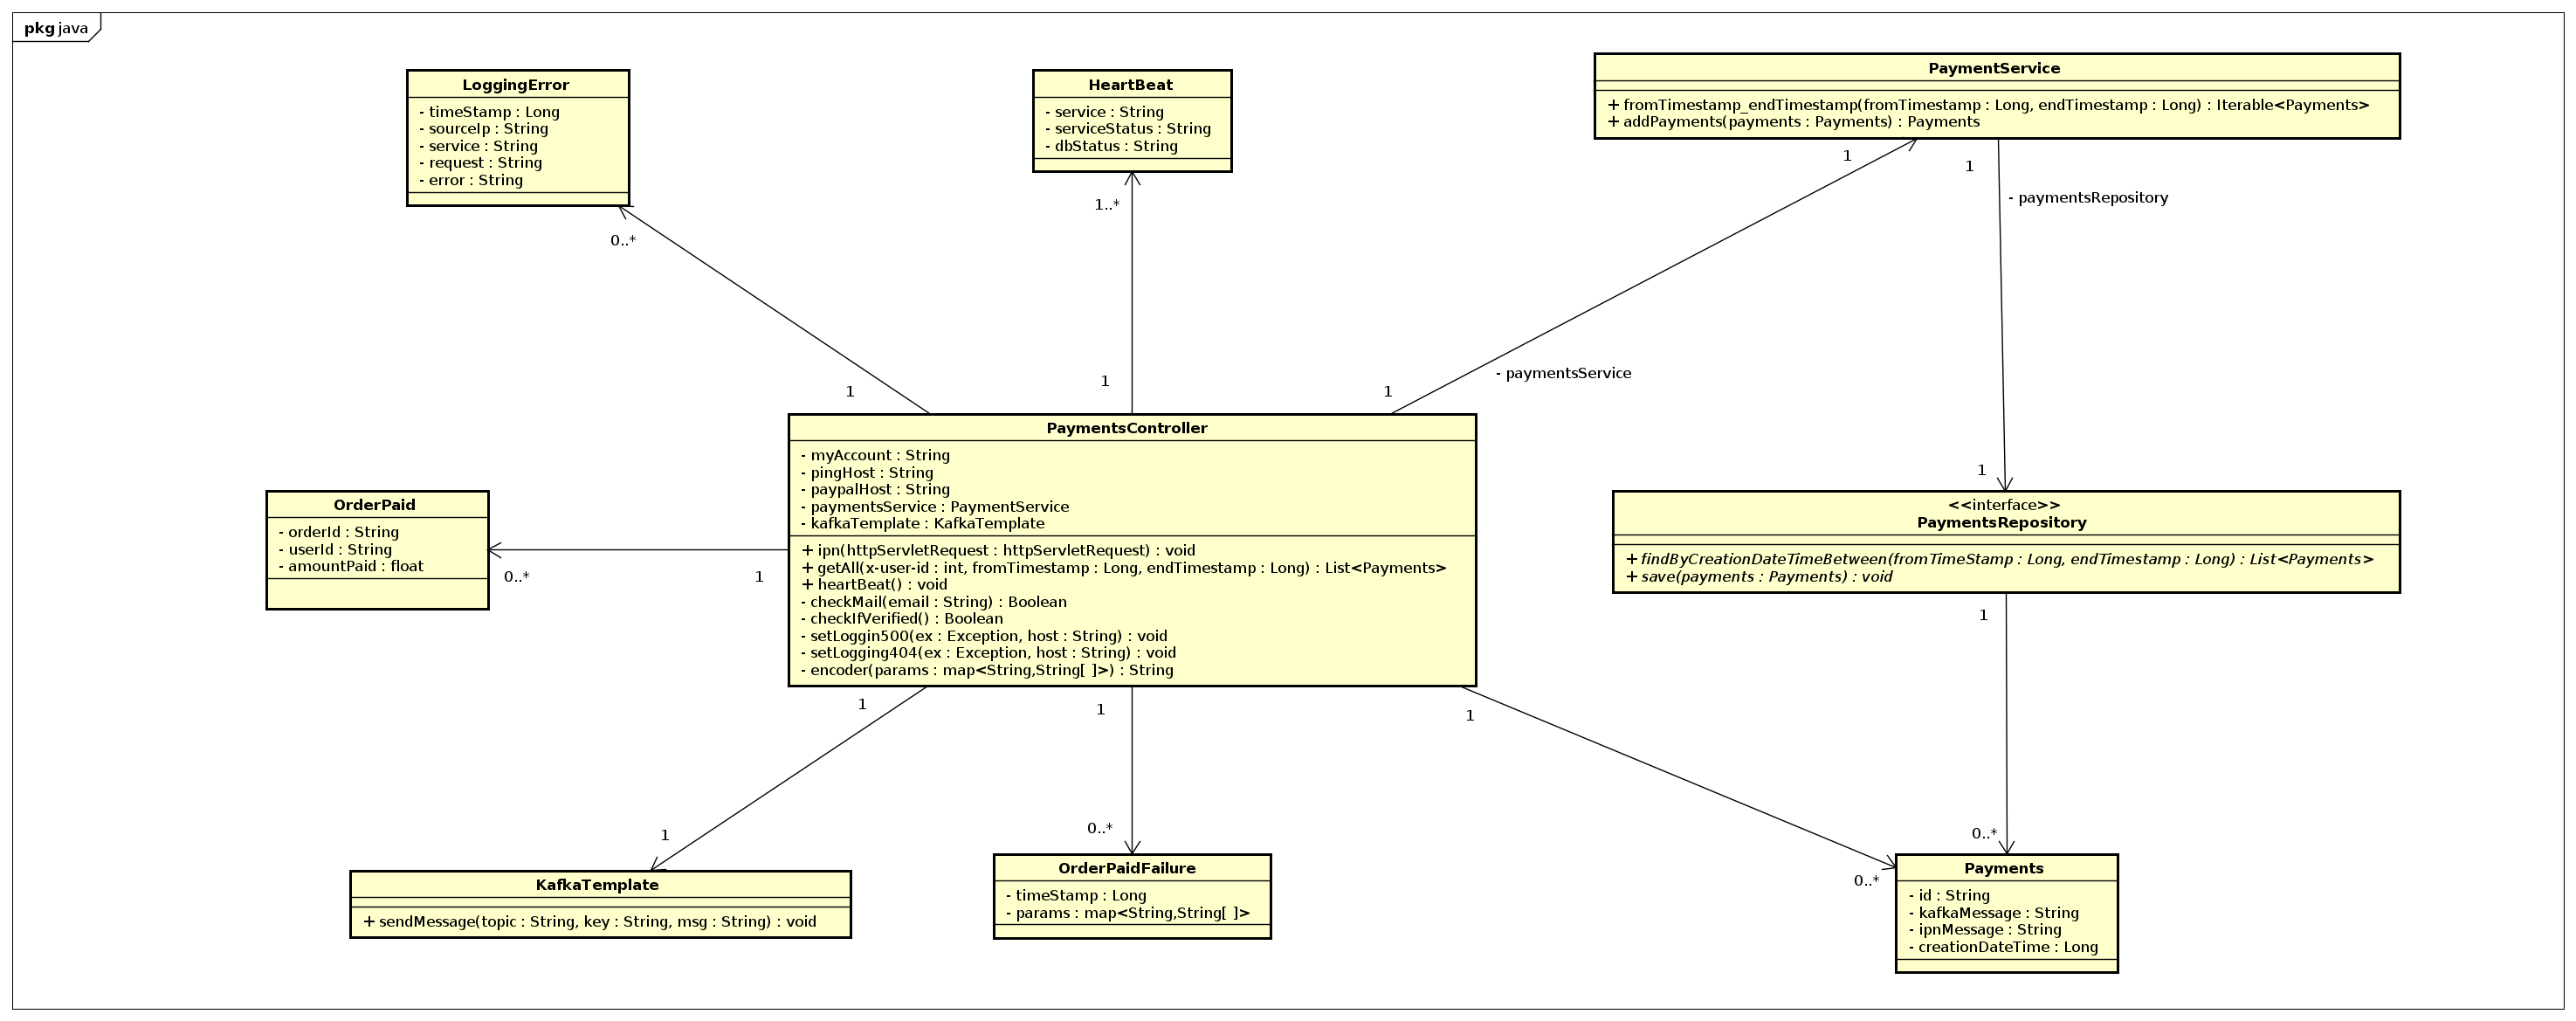 pkg java
LoggingError
- timeStamp : Long
- sourceIp : String
- service : String
- request : String
- error : String
0..*
1
HeartBeat
- service : String
- serviceStatus : String
- dbStatus : String
1..*
1
PaymentService
+ fromTimestamp_endTimestamp(fromTimestamp : Long, endTimestamp : Long) : Iterable<Payments>
+ addPayments(payments : Payments) : Payments
1
1
- paymentsRepository
- paymentsService
1
1
OrderPaid
- orderId : String
- userId : String
- amountPaid : float
0..*
1
PaymentsController
- myAccount : String
- pingHost : String
- paypalHost : String
- paymentsService : PaymentService
- kafkaTemplate : KafkaTemplate
+ ipn(httpServletRequest : httpServletRequest) : void
+ getAll(x-user-id : int, fromTimestamp : Long, endTimestamp : Long) : List<Payments>
+ heartBeat() : void
- checkMail(email : String) : Boolean
- checkIfVerified() : Boolean
- setLoggin500(ex : Exception, host : String) : void
- setLogging404(ex : Exception, host : String) : void
- encoder(params : map<String,String[ ]>) : String
<<interface>>
PaymentsRepository
+ findByCreationDateTimeBetween(fromTimeStamp : Long, endTimestamp : Long) : List<Payments>
+ save(payments : Payments) : void
1
1
1
1
1
0..*
0..*
0..*
KafkaTemplate
+ sendMessage(topic : String, key : String, msg : String) : void
OrderPaidFailure
- timeStamp : Long
- params : map<String,String[ ]>
Payments
- id : String
- kafkaMessage : String
- ipnMessage : String
- creationDateTime : Long